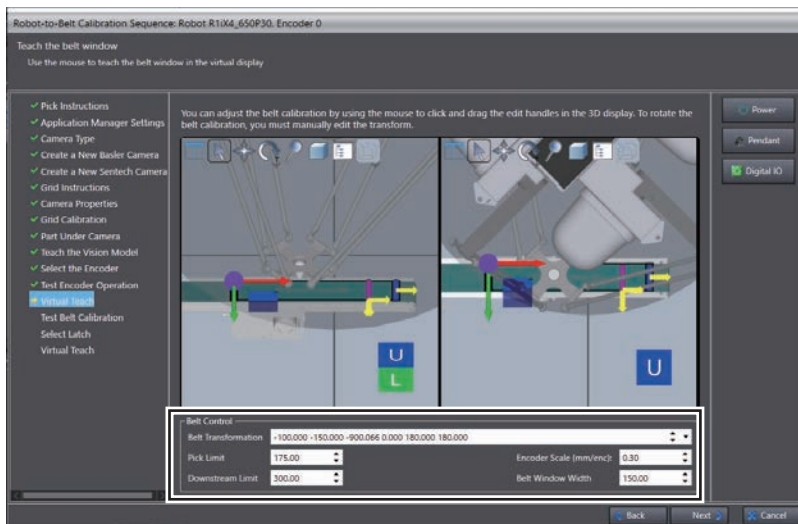 Robot-to-Belt Calibration Sequence: Robot R1iX4_650P30, Encoder 0
Teach the belt window
Use the mouse to teach the belt window in the virtual display
Pick Instructions
Application Manager Settings
Camera Type
Create a New Basler Camera
Create a New Sentech Camera
Grid Instructions
Camera Properties
Grid Calibration
Part Under Camera
Teach the Vision Model
Select the Encoder
Test Encoder Operation
Virtual Teach
Test Belt Calibration
Select Latch
Virtual Teach
You can adjust the belt calibration by using the mouse to click and drag the edit handles in the 3D display. To rotate the
belt calibration, you must manually edit the transform.
U
L
U
Power
Pendant
Digital IO
Belt Control
Belt Transformation -100.000 -150.000 -900.066 0.000 180.000 180.000
Pick Limit 175.00 Encoder Scale (mm/enc): 0.30
Downstream Limit 300.00 Belt Window Width 150.00
Back Next Cancel